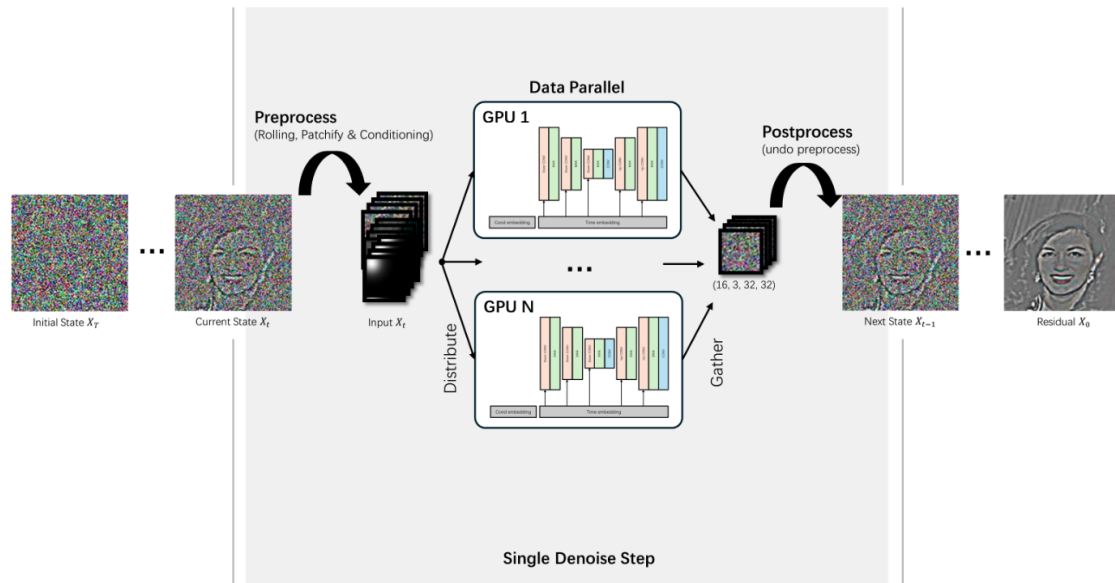 Data Parallel
Preprocess
(Rolling, Patchify & Conditioning)
GPU 1
Cond embedding
Time embedding
Postprocess
(undo preprocess)
...
...
...
(16, 3, 32, 32)
Initial State X_T
Current State X_t
Input X_t
Next State X_{t-1}
Residual X_0
Distribute
GPU N
Cond embedding
Time embedding
Gather
Single Denoise Step